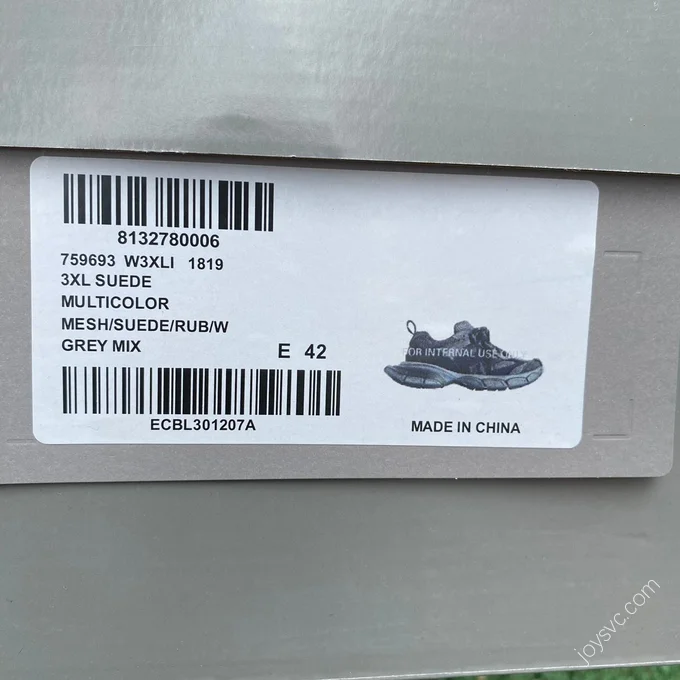 8132780006
759693 W3XLI 1819
3XL SUEDE
MULTICOLOR
MESH/SUEDE/RUB/W
GREY MIX
E 42
FOR INTERNAL USE ONLY
ECBL301207A
MADE IN CHINA
joysvc.com